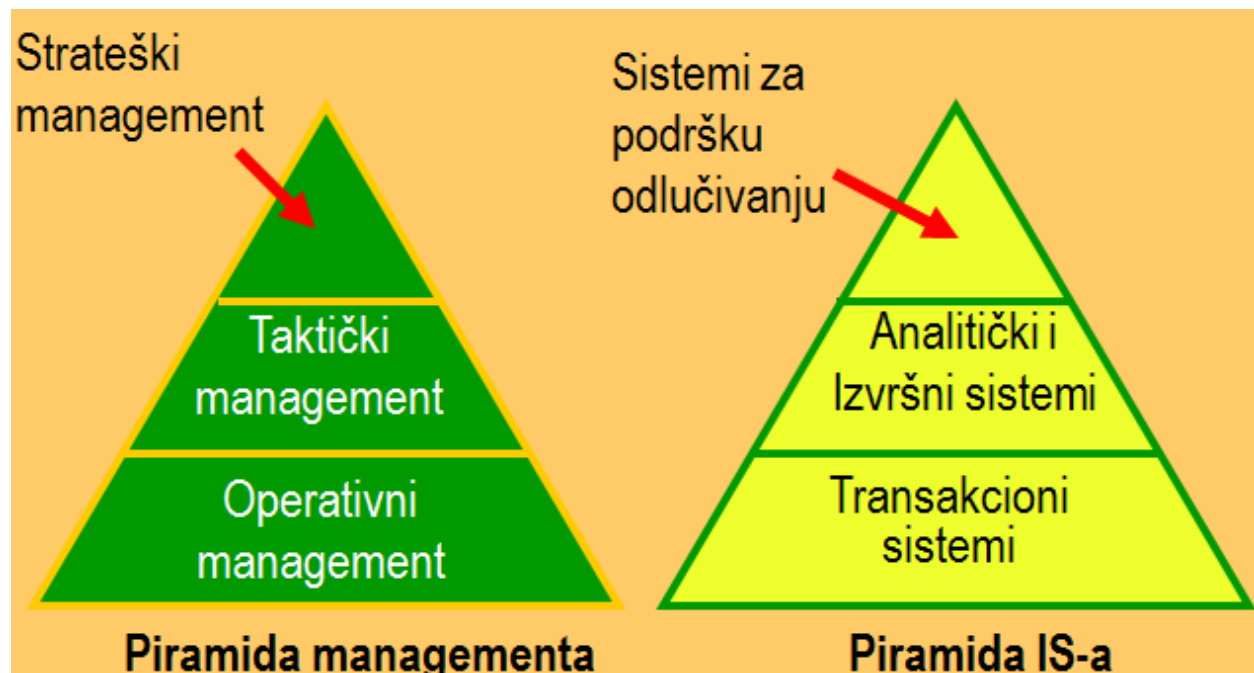 Strateški
management
Taktički
management
Operativni
management
Piramida managementa
Sistemi za
podršku
odlučivanju
Analitički i
Izvršni sistemi
Transakcioni
sistemi
Piramida IS-a